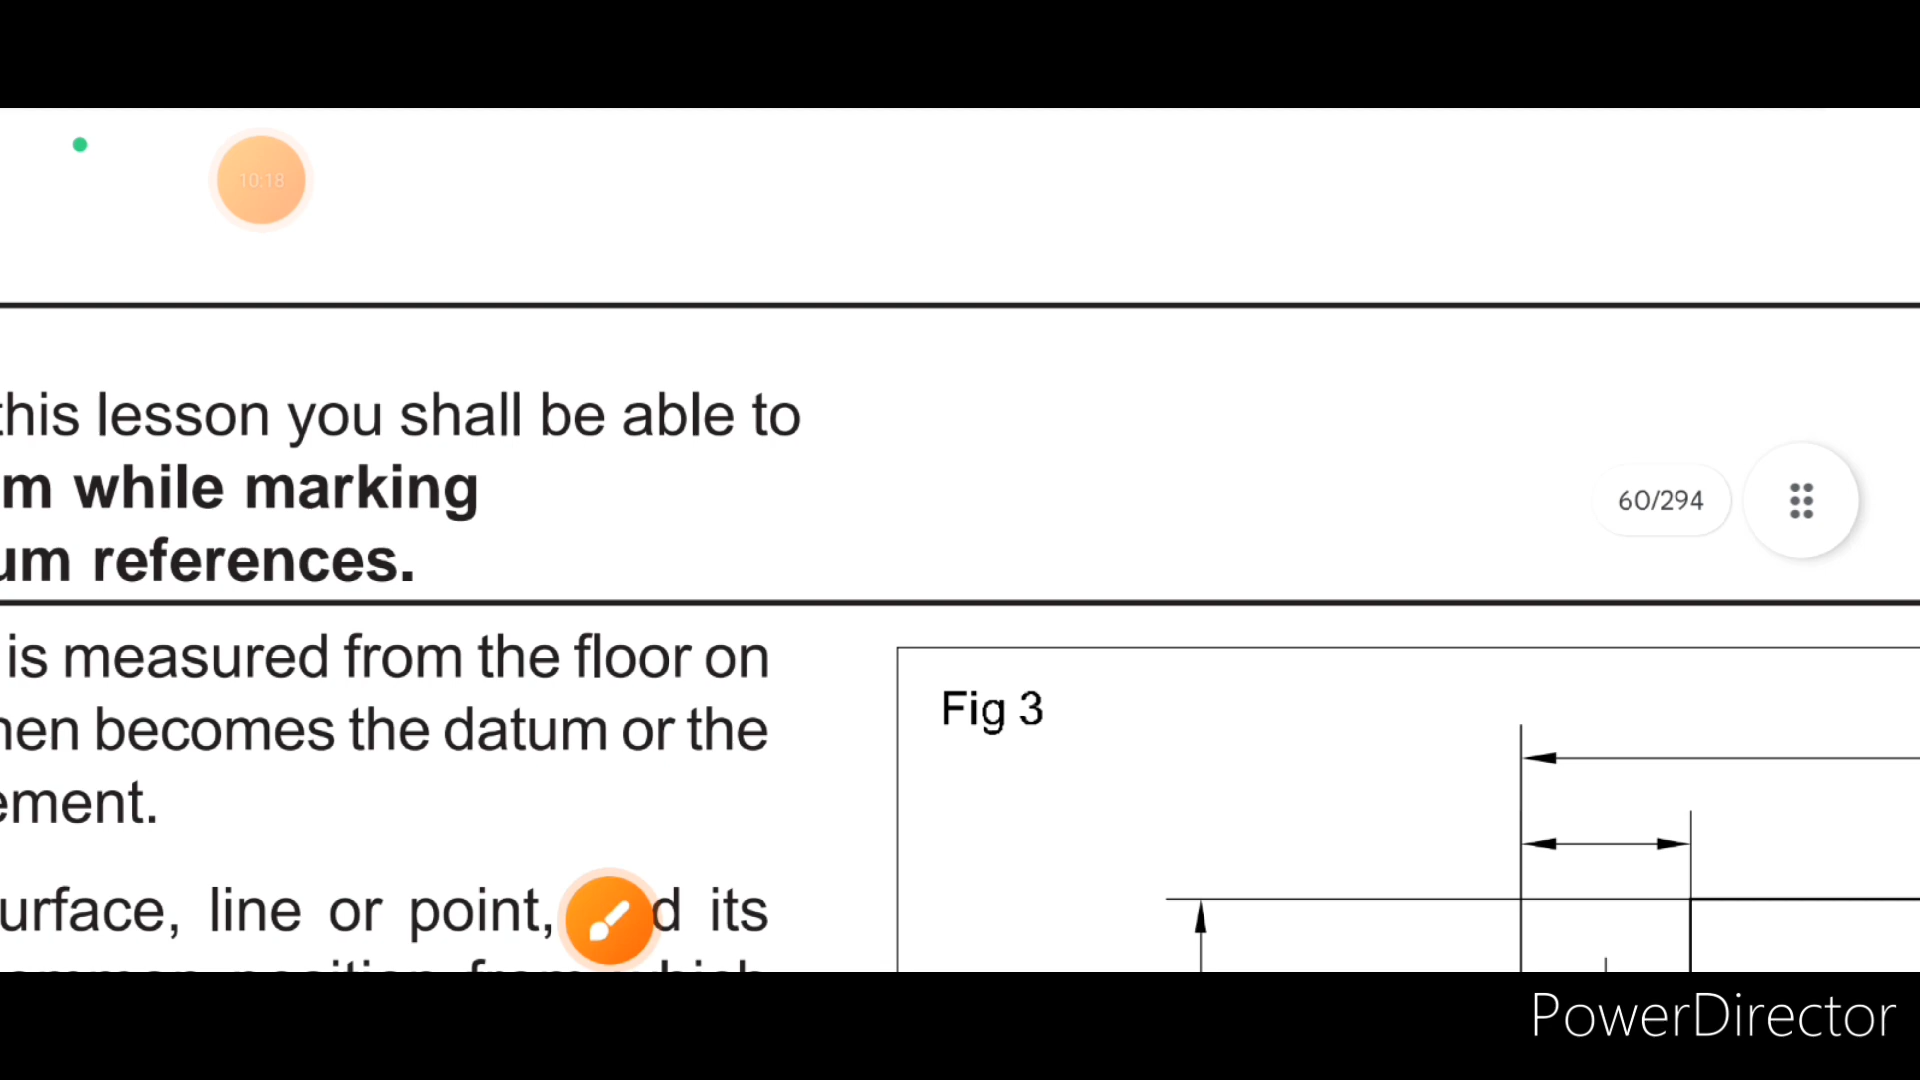 10:18
this lesson you shall be able to
m while marking
um references.
60/294
is measured from the floor on
hen becomes the datum or the
ement.
urface, line or point, d its
Fig 3
PowerDirector